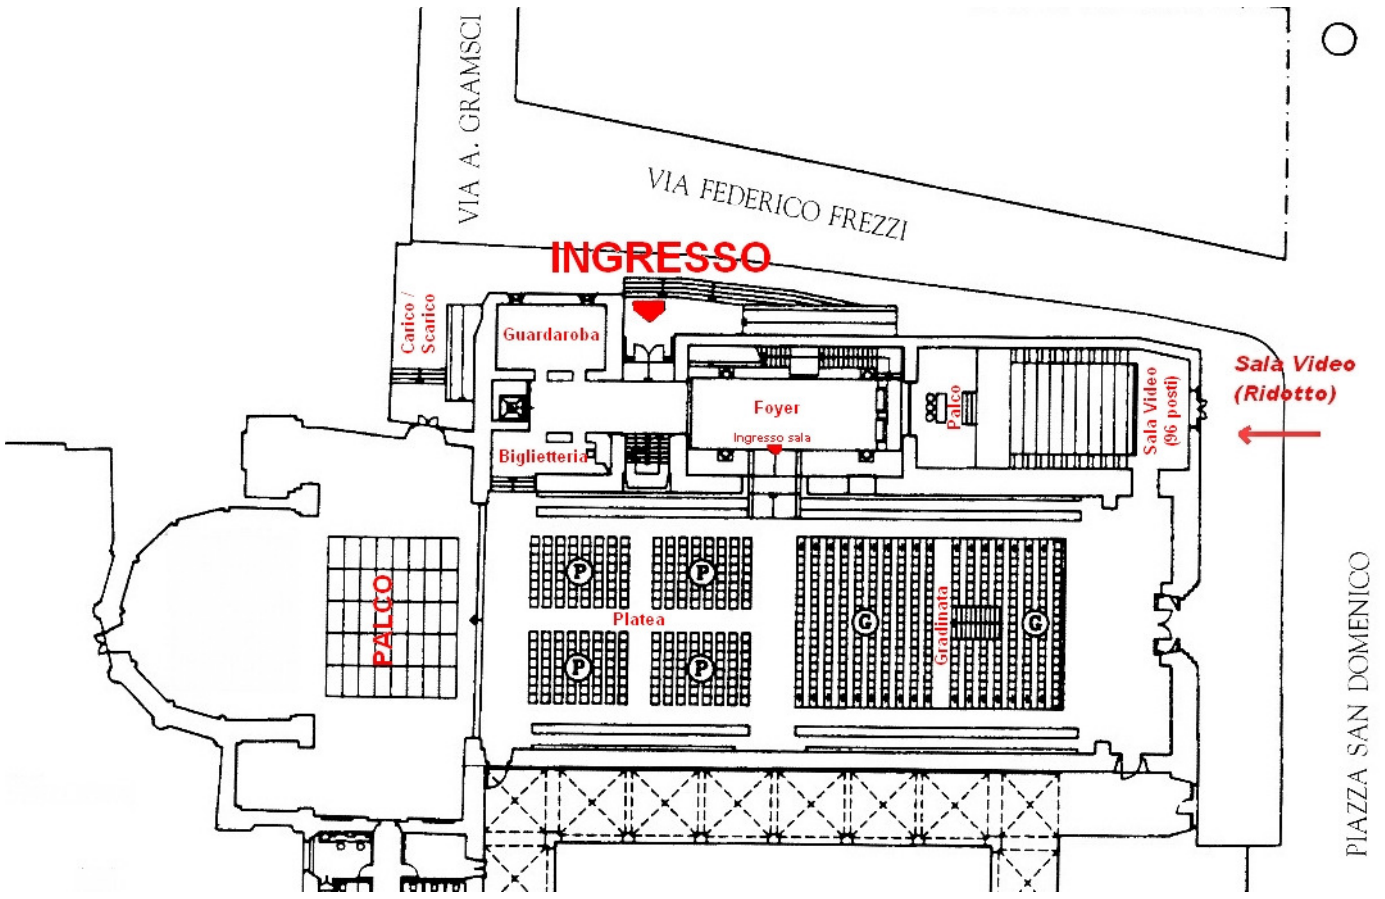 VIA A. GRAMSCI
VIA FEDERICO FREZZI
INGRESSO
Carico /
Scarico
Guardaroba
Sala Video
(Ridotto)
Foyer
Ingresso sala
Palco
Sala Video
(96 posti)
Biglietteria
PALCO
P
P
Platea
P
P
G
Gradinata
G
PIAZZA SAN DOMENICO